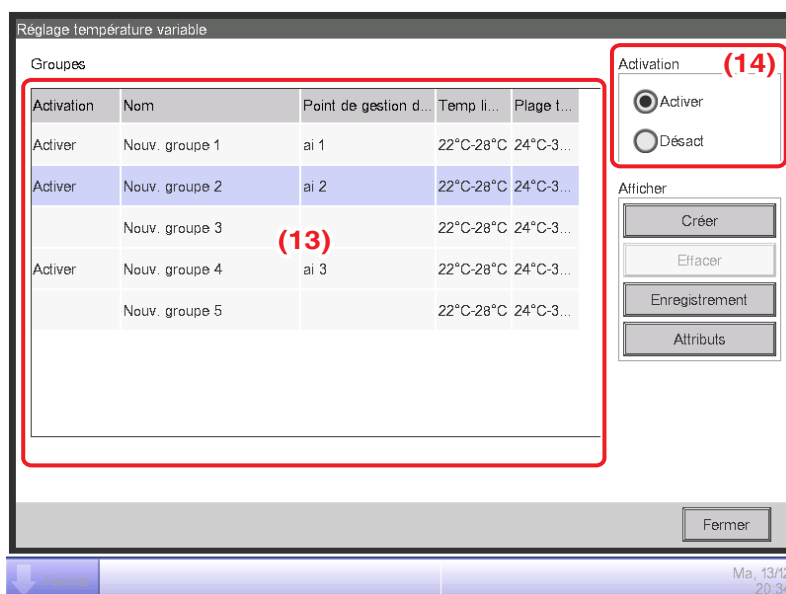 Réglage température variable
Groupes
Activation
(14)
Activation Nom Point de gestion d... Temp li... Plage t...
Activer
Activer Nouv. groupe 1 ai 1 22°C-28°C 24°C-3...
Désact
Activer Nouv. groupe 2 ai 2 22°C-28°C 24°C-3...
Afficher
Nouv. groupe 3 22°C-28°C 24°C-3...
Créer
(13)
Activer Nouv. groupe 4 ai 3 22°C-28°C 24°C-3...
Effacer
Nouv. groupe 5 22°C-28°C 24°C-3...
Enregistrement
Attributs
Fermer
Fermer
Ma, 13/12
20:34